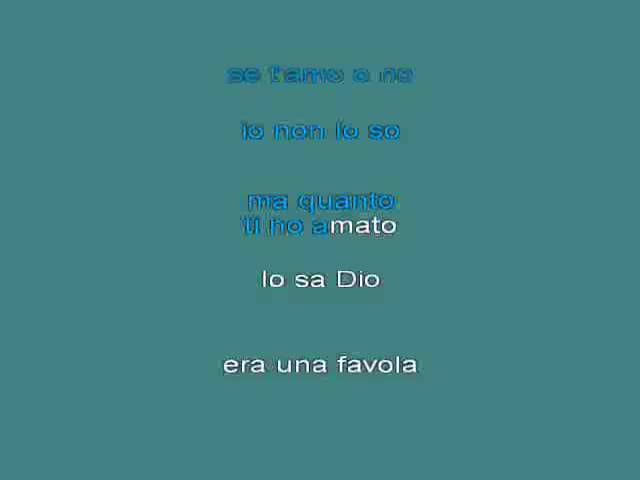 se t'amo o no
io non lo so
ma quanto
ti ho amato
lo sa Dio
era una favola